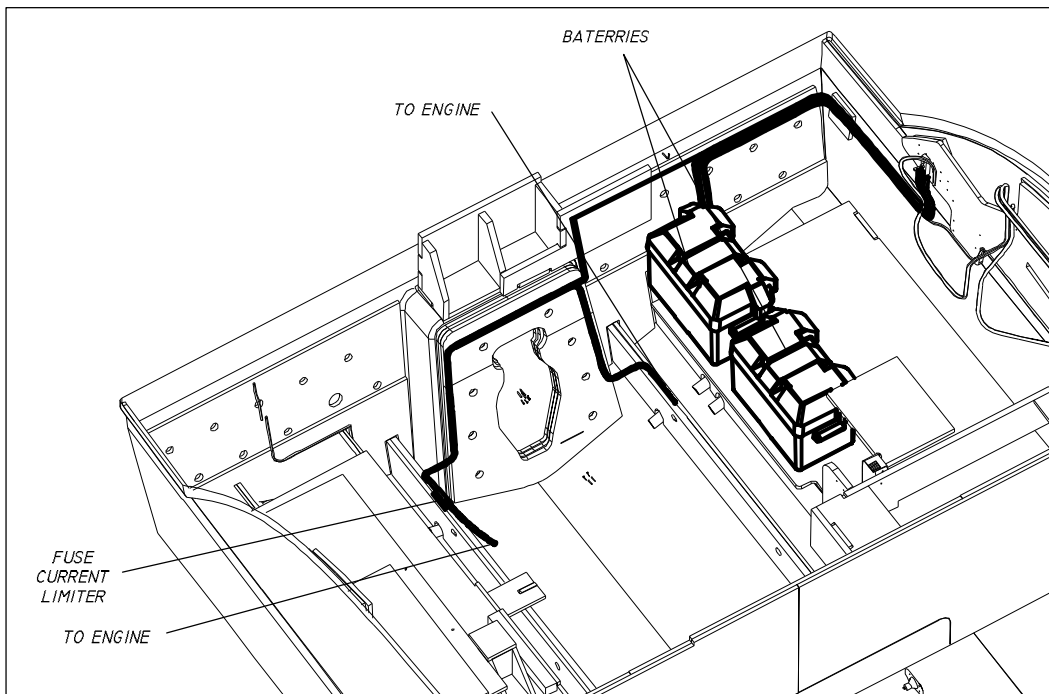 BATERRIES
TO ENGINE
FUSE
CURRENT
LIMITER
TO ENGINE